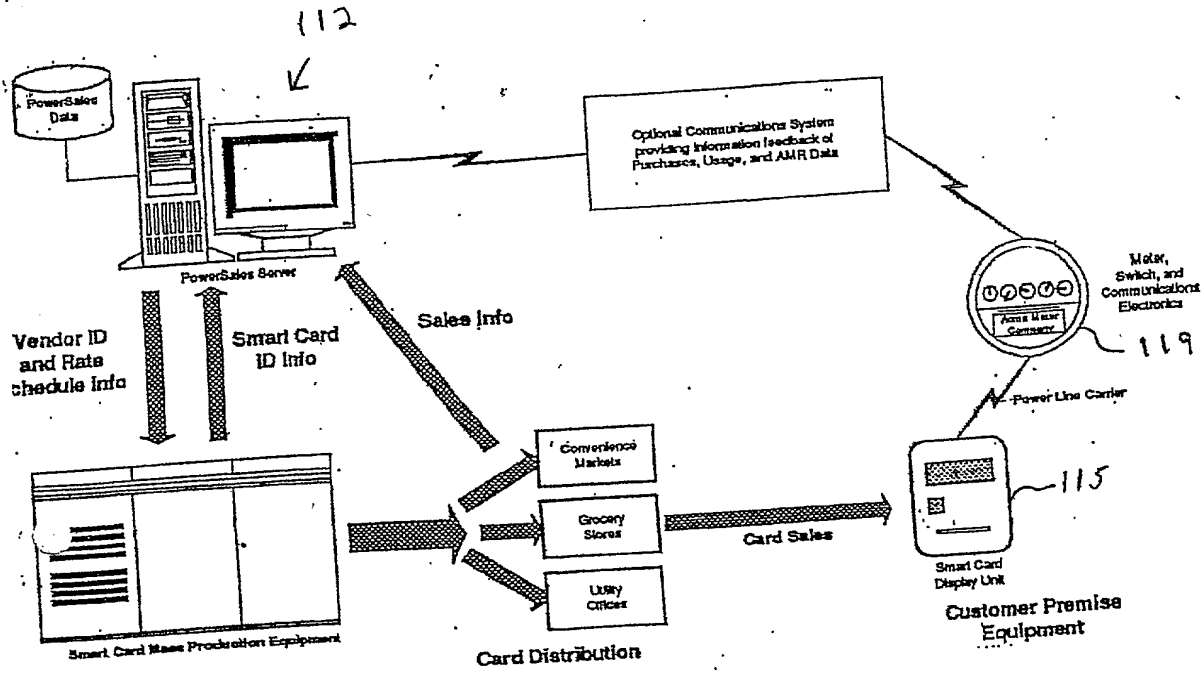 112
PowerSales
Data
PowerSales Server
Optional Communications System
providing Information feedback of
Purchases, Usage, and AMR Data
Meter,
Switch, and
Communications
Electronics
Acme Meter
Company
119
Power Line Carrier
Vendor ID
and Rate
chedule Info
Smart Card
ID Info
Sales Info
Convenience
Markets
Grocery
Stores
Utility
Offices
Card Sales
115
Smart Card
Display Unit
Customer Premise
Equipment
Smart Card Mass Production Equipment
Card Distribution